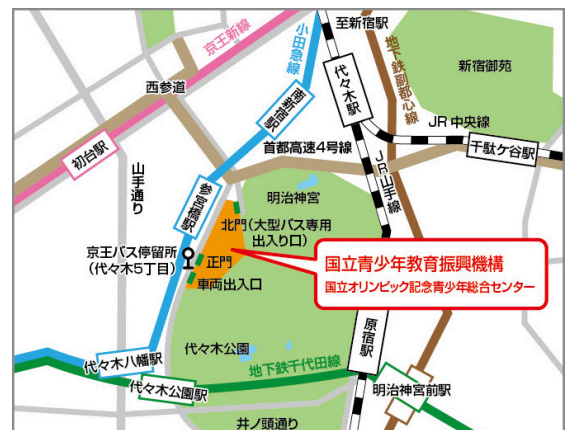 至新宿駅
京王新線
小田急線
地下鉄副都心線
新宿御苑
西参道
南新宿駅
代々木駅
JR中央線
初台駅
首都高速4号線
千駄ケ谷駅
山手通り
参宮橋駅
明治神宮
JR山手線
北門(大型バス専用
出入り口)
京王バス停留所
(代々木5丁目)
正門
車両出入口
国立青少年教育振興機構
国立オリンピック記念青少年総合センター
原宿駅
代々木公園
代々木八幡駅
地下鉄千代田線
代々木公園駅
明治神宮前駅
井ノ頭通り